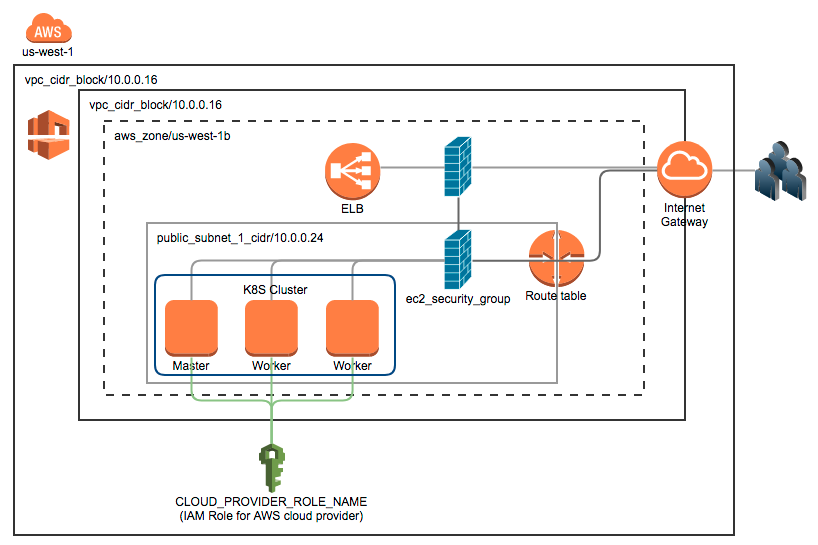 AWS
us-west-1
vpc_cidr_block/10.0.0.16
vpc_cidr_block/10.0.0.16
aws_zone/us-west-1b
ELB
Internet
Gateway
public_subnet_1_cidr/10.0.0.24
K8S Cluster
ec2_security_group
Route table
Master
Worker
Worker
CLOUD_PROVIDER_ROLE_NAME
(IAM Role for AWS cloud provider)